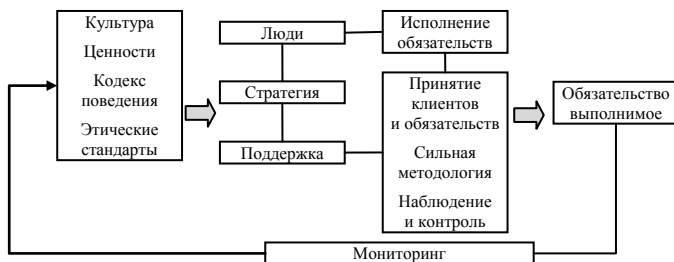 Культура
Ценности
Кодекс
поведения
Этические
стандарты
Люди
Стратегия
Поддержка
Исполнение
обязательств
Принятие
клиентов
и обязательств
Сильная
методология
Наблюдение
и контроль
Обязательство
выполнимое
Мониторинг